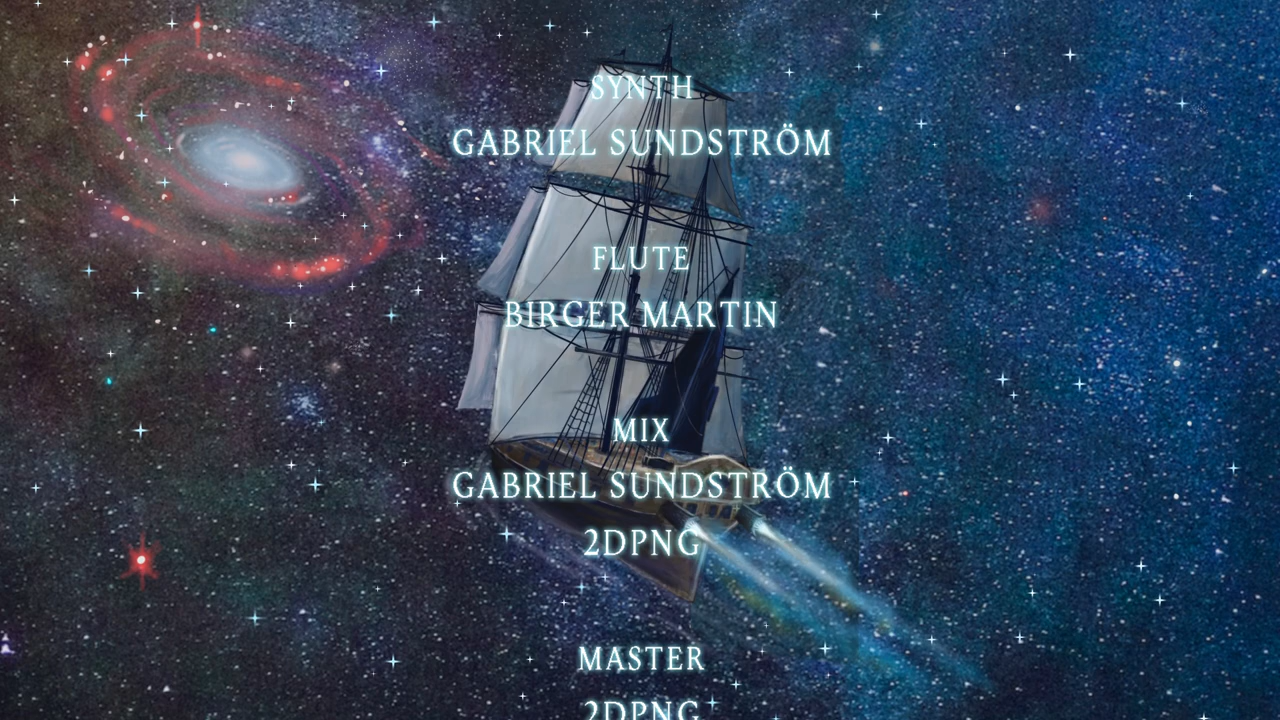 SYNTH
GABRIEL SUNDSTRÖM
FLUTE
BIRGER MARTIN
MIX
GABRIEL SUNDSTRÖM
2DPNG
MASTER
2DPNG